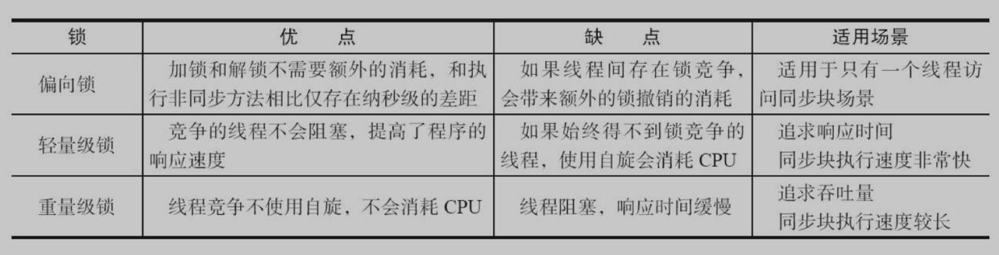 锁 优 点 缺 点 适用场景
偏向锁
加锁和解锁不需要额外的消耗，和执
行非同步方法相比仅存在纳秒级的差距
如果线程间存在锁竞争，
会带来额外的锁撤销的消耗
适用于只有一个线程访
问同步块场景
轻量级锁
竞争的线程不会阻塞，提高了程序的
响应速度
如果始终得不到锁竞争的
线程，使用自旋会消耗 CPU
追求响应时间
同步块执行速度非常快
重量级锁
线程竞争不使用自旋，不会消耗 CPU
线程阻塞，响应时间缓慢
追求吞吐量
同步块执行速度较长